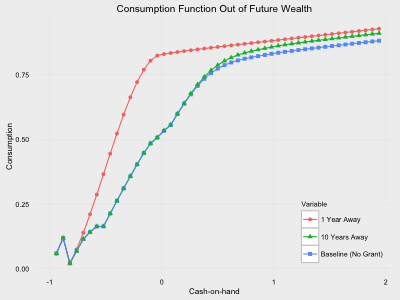 Consumption Function Out of Future Wealth
Consumption
0.75
0.50
0.25
0.00
-1
0
1
2
Cash-on-hand
Variable
1 Year Away
10 Years Away
Baseline (No Grant)